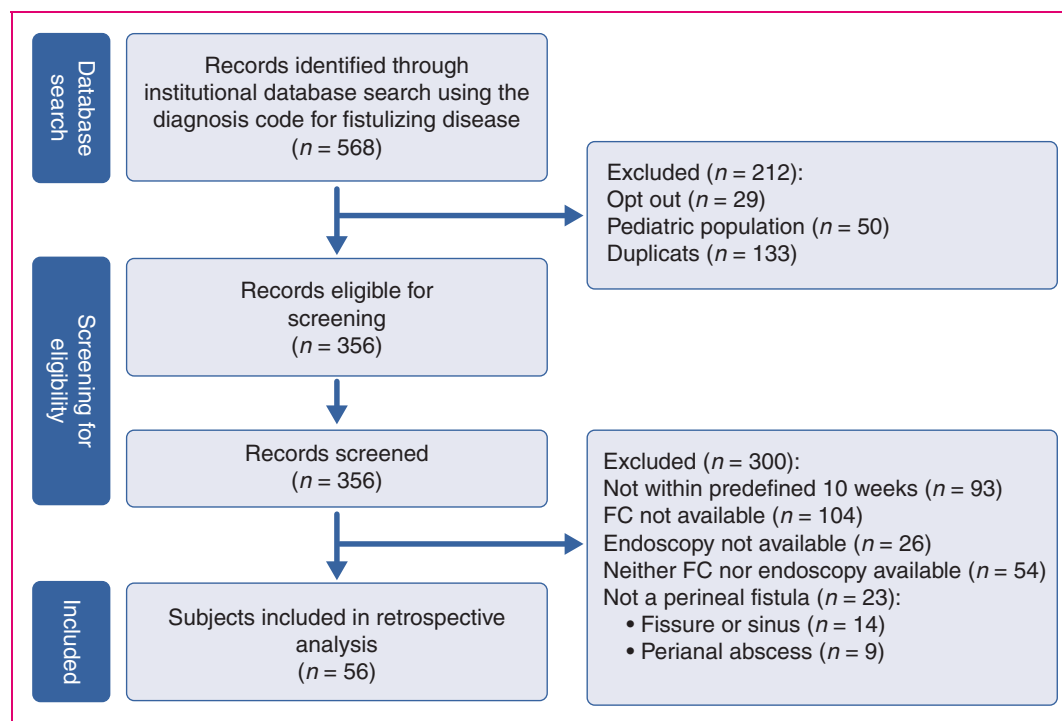 Database
search
Records identified through
institutional database search using the
diagnosis code for fistulizing disease
(n = 568)
Excluded (n = 212):
Opt out (n = 29)
Pediatric population (n = 50)
Duplicats (n = 133)
Screening for
eligibility
Records eligible for
screening
(n = 356)
Records screened
(n = 356)
Excluded (n = 300):
Not within predefined 10 weeks (n = 93)
FC not available (n = 104)
Endoscopy not available (n = 26)
Neither FC nor endoscopy available (n = 54)
Not a perineal fistula (n = 23):
• Fissure or sinus (n = 14)
• Perianal abscess (n = 9)
Included
Subjects included in retrospective
analysis
(n = 56)